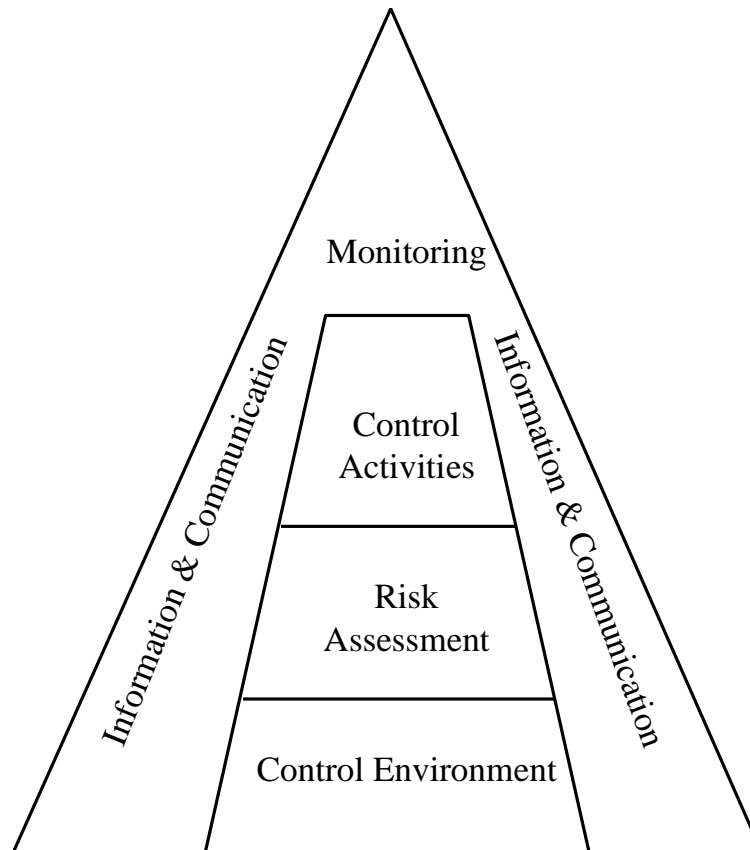 Monitoring
Information & Communication
Information & Communication
Control
Activities
Risk
Assessment
Control Environment